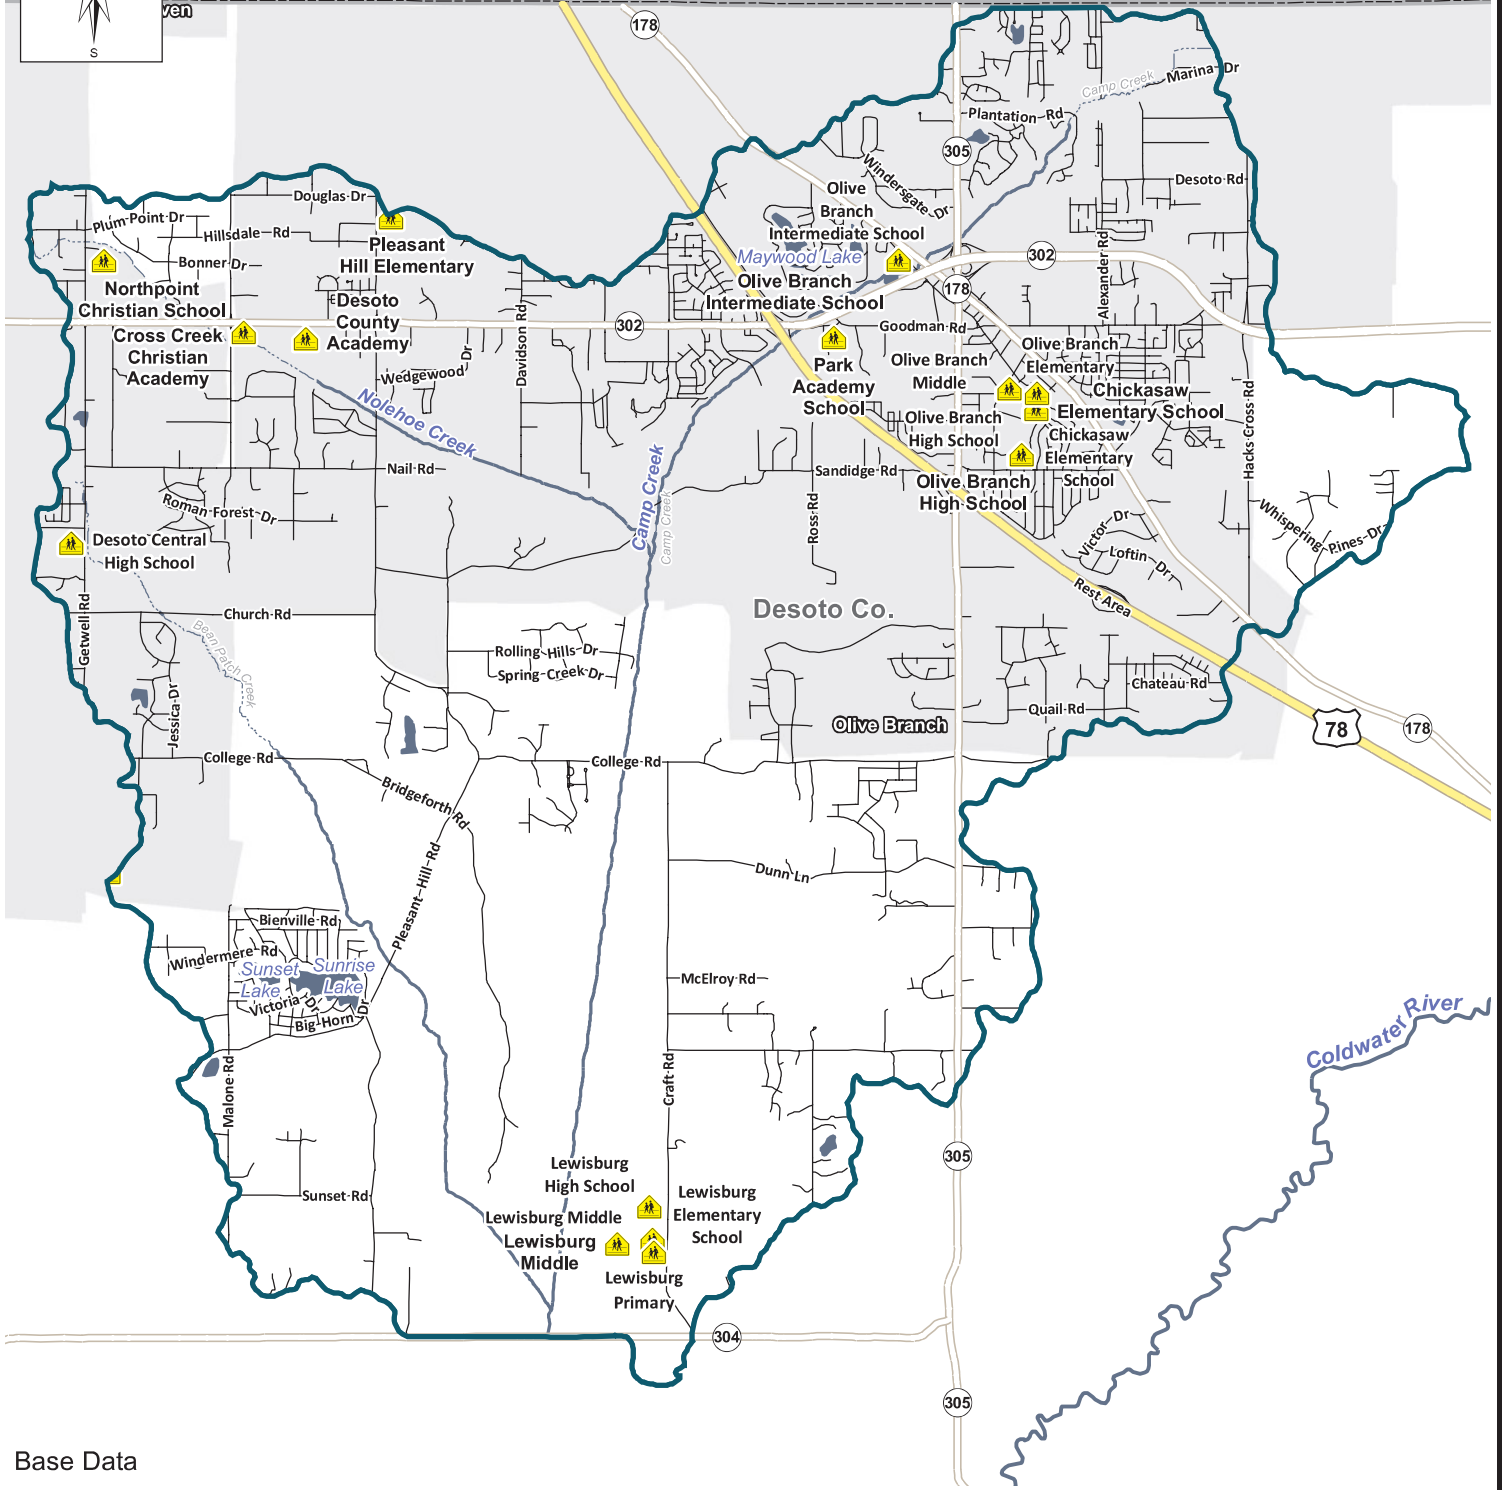 ven
S
178
Camp Creek
Marina Dr
Plantation Rd
305
Windersgate Dr
Desoto Rd
Douglas Dr
Olive
Branch
Intermediate School
Plum Point Dr
Hillsdale Rd
Pleasant
Hill Elementary
Bonner Dr
Maywood Lake
302
Alexander Rd
Northpoint
Christian School
Olive Branch
Intermediate School
178
Desoto
County
Academy
Cross Creek
Christian
Academy
302
Davidson Rd
Goodman Rd
Park
Academy
School
Olive Branch
Middle
Olive Branch
Elementary
Wedgewood Dr
Nolehoe Creek
Chickasaw
Elementary School
Olive Branch
High School
Chickasaw
Elementary
School
Hacks Cross Rd
Nail Rd
Camp Creek
Camp Creek
Sandidge Rd
Olive Branch
High School
Ross Rd
Roman Forest Dr
Whispering Pines Dr
Victor Dr
Loftin Dr
Desoto Central
High School
Rest Area
Getwell Rd
Church Rd
Desoto Co.
Bean Patch Creek
Rolling Hills Dr
Spring Creek Dr
Chateau Rd
Jessica Dr
Quail Rd
Olive Branch
78
178
College Rd
College Rd
Bridgeforth Rd
Pleasant Hill Rd
Dunn Ln
Bienville Rd
Windermere Rd
Sunset
Lake
Sunrise
Lake
McElroy Rd
Victoria Dr
Big Horn Dr
Coldwater River
Malone Rd
Craft Rd
305
Lewisburg
High School
Sunset Rd
Lewisburg
Elementary
School
Lewisburg Middle
Lewisburg
Middle
Lewisburg
Primary
304
305
Base Data